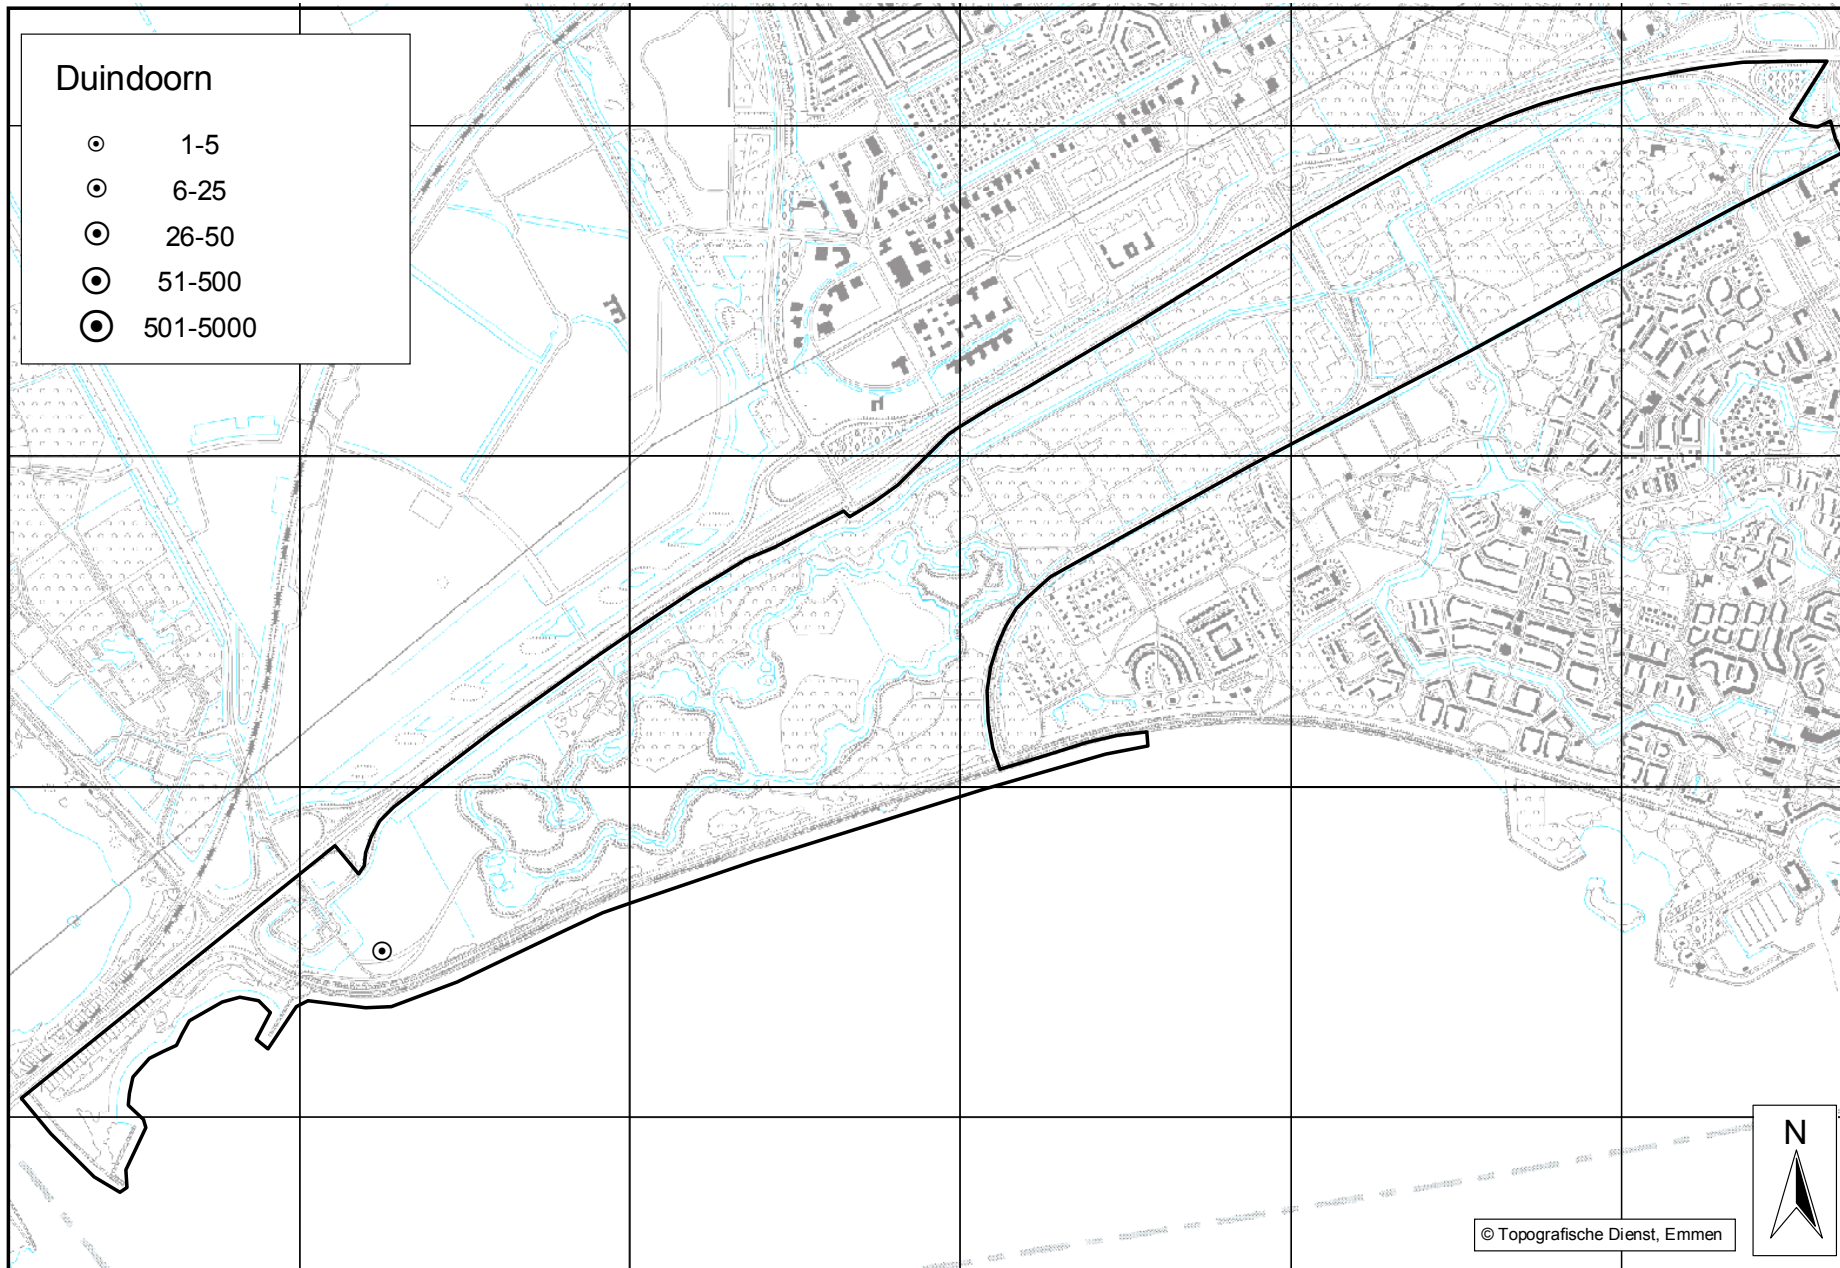 Duindoorn
1-5
6-25
26-50
51-500
501-5000
N
© Topografische Dienst, Emmen